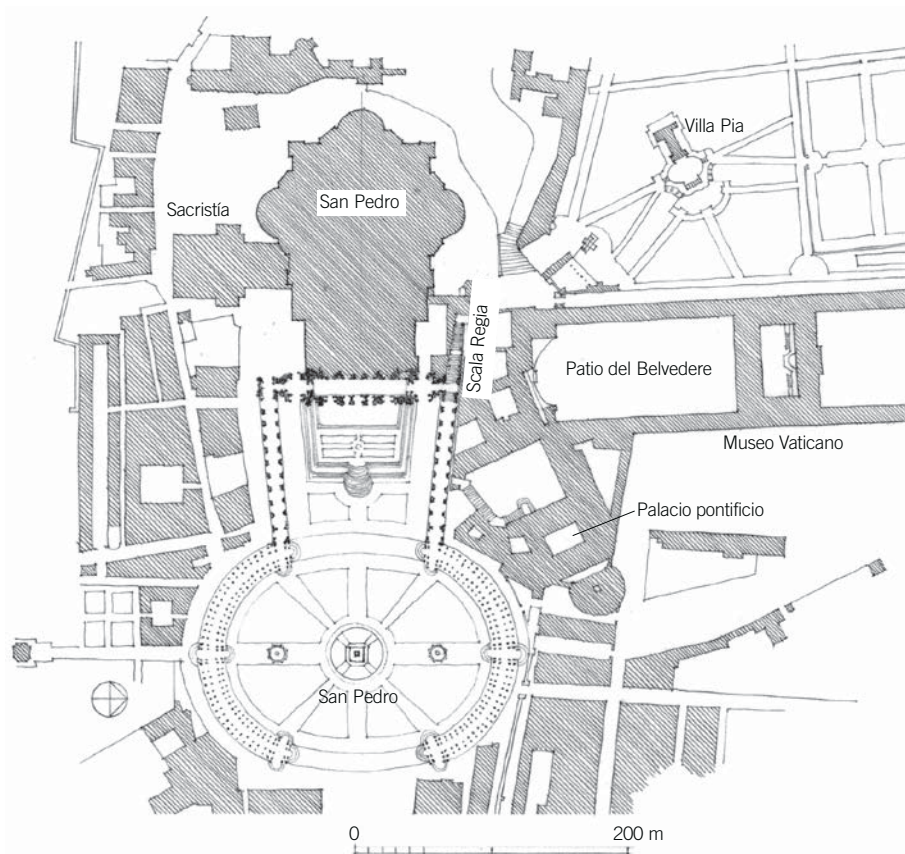 Villa Pia
San Pedro
Sacristía
Scala Regia
Patio del Belvedere
Museo Vaticano
Palacio pontificio
San Pedro
0
200 m